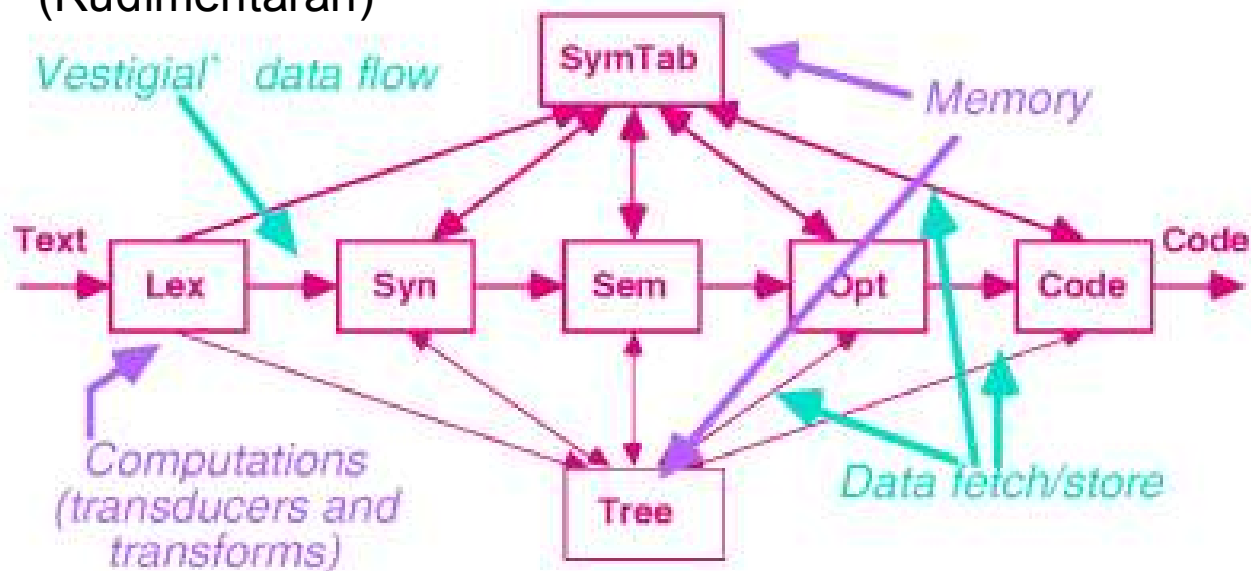 (Rudimentaran)
SymTab
Vestigial` data flow
Memory
Text
Code
Lex
Syn
Sem
Opt
Code
Computations
(transducers and
transforms)
Data fetch/store
Tree